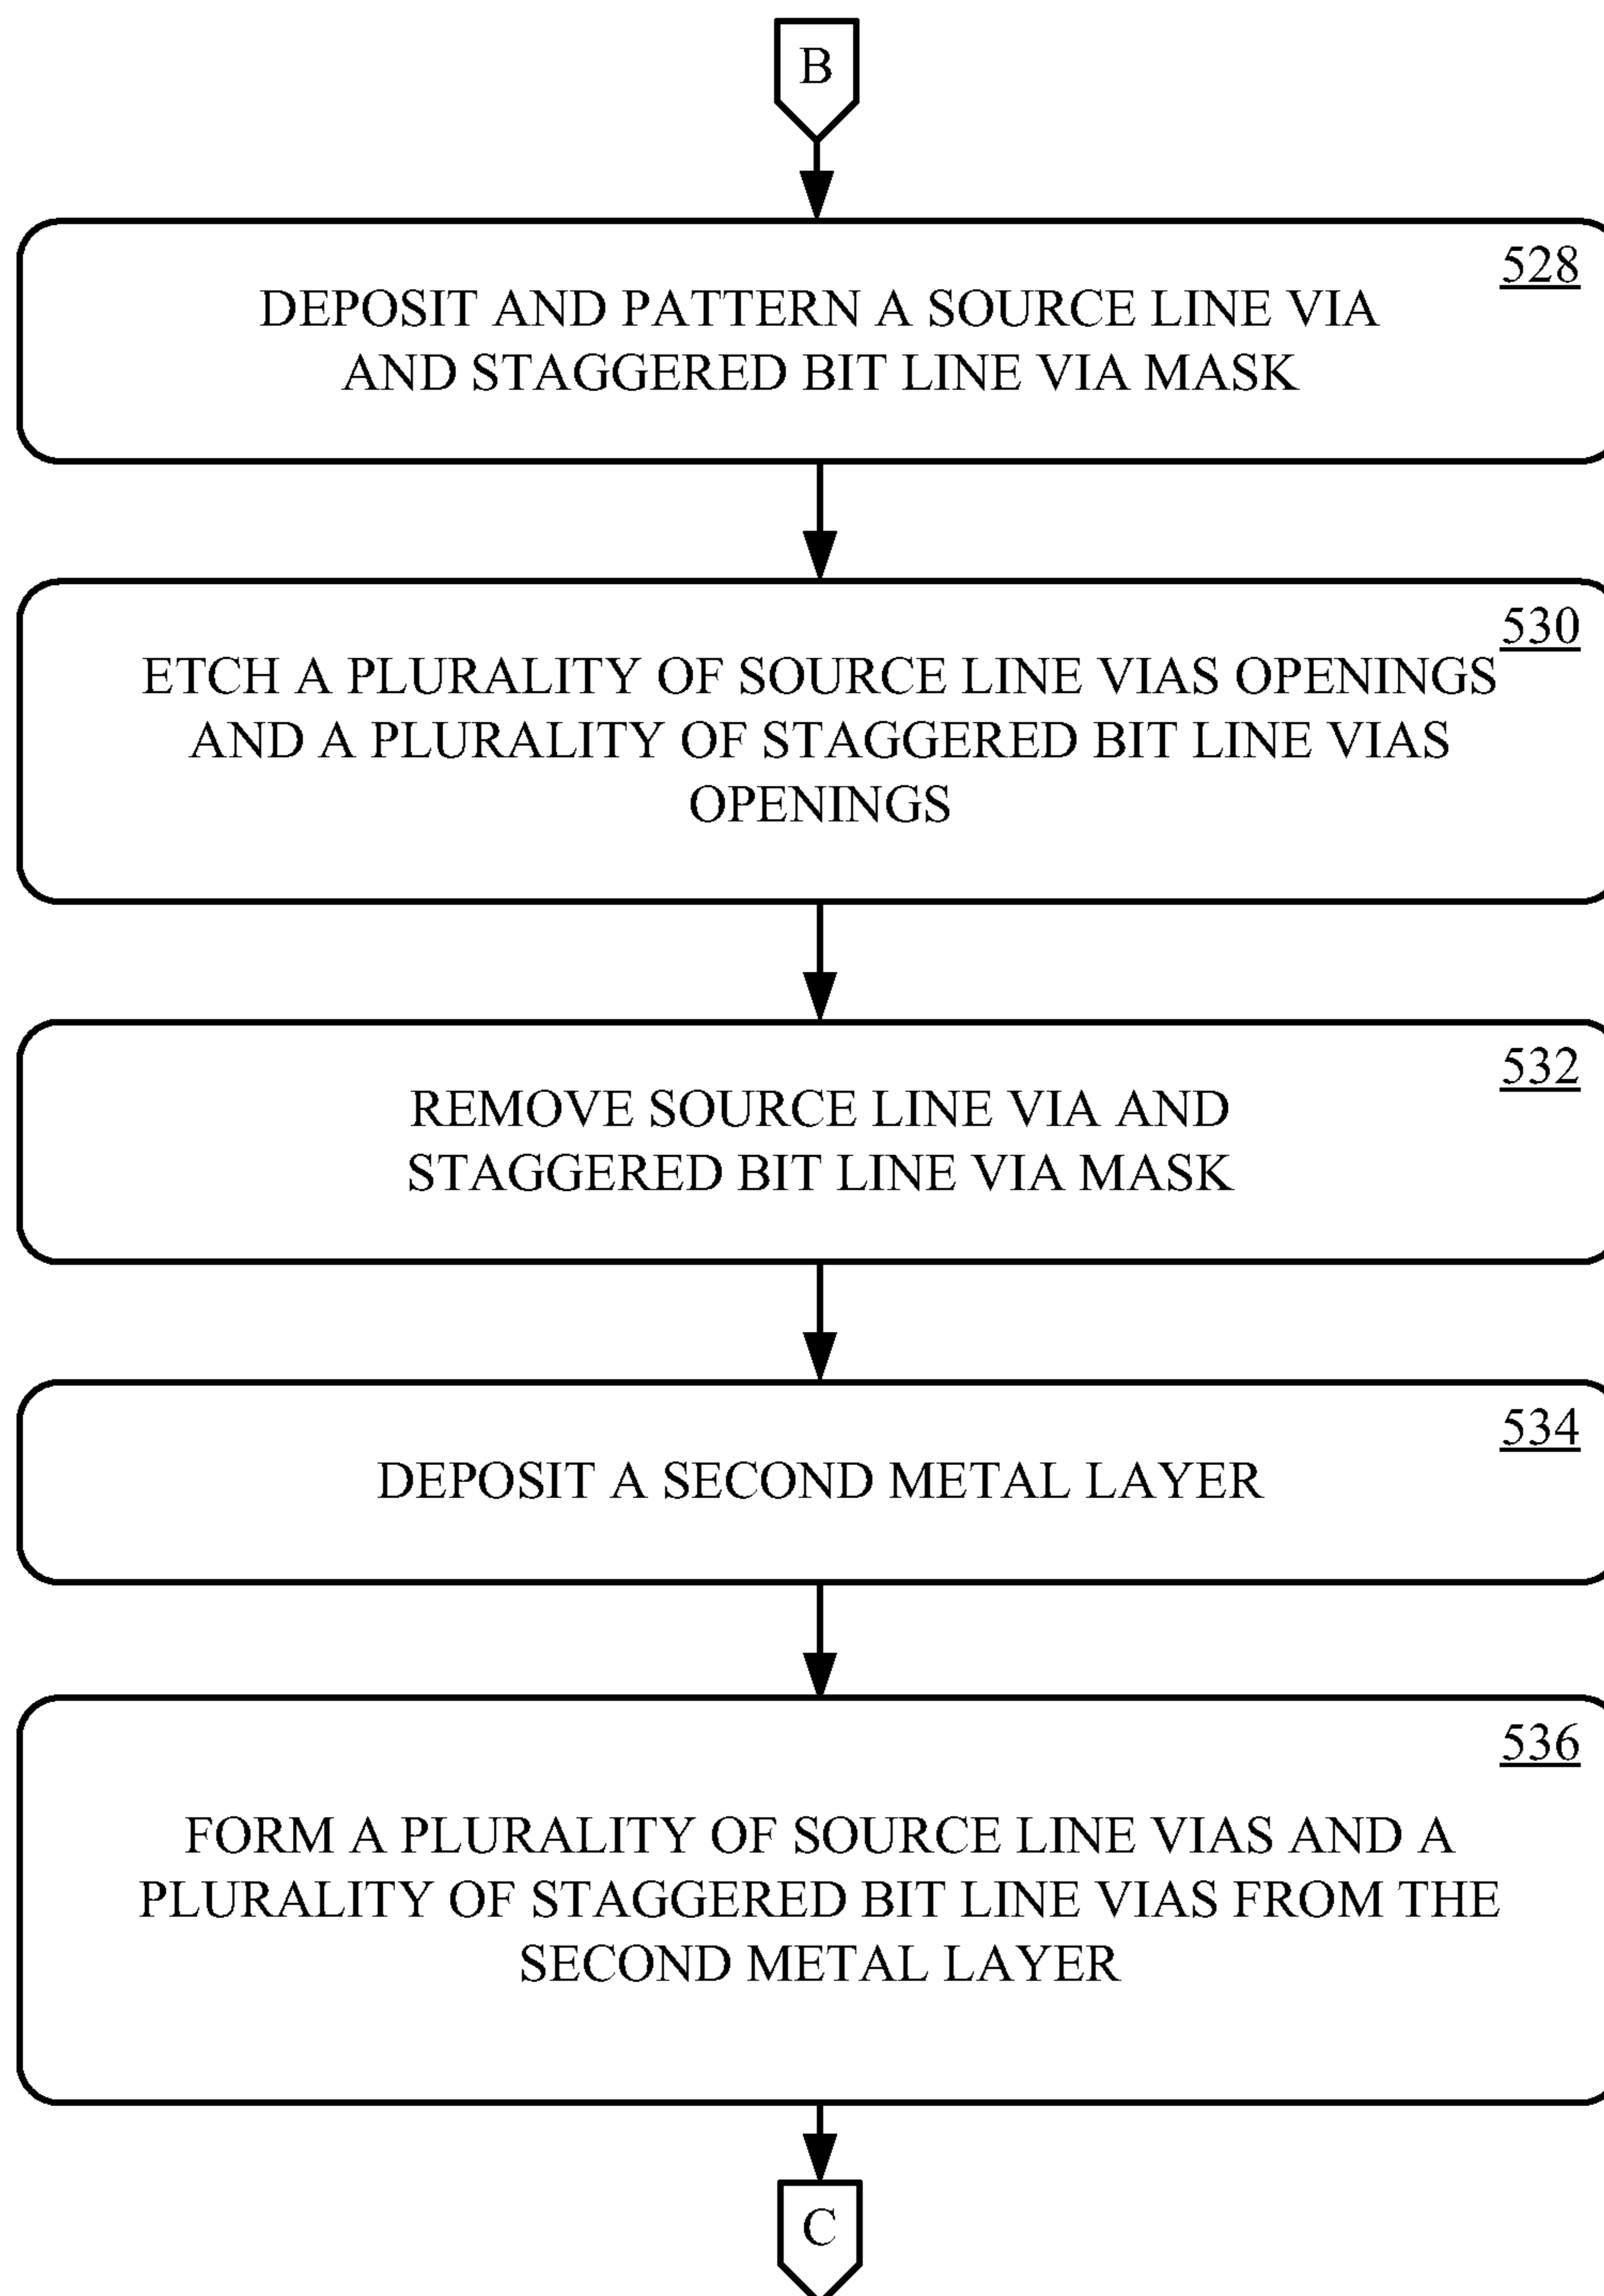 B
528
DEPOSIT AND PATTERN A SOURCE LINE VIA
AND STAGGERED BIT LINE VIA MASK
530
ETCH A PLURALITY OF SOURCE LINE VIAS OPENINGS
AND A PLURALITY OF STAGGERED BIT LINE VIAS
OPENINGS
532
REMOVE SOURCE LINE VIA AND
STAGGERED BIT LINE VIA MASK
534
DEPOSIT A SECOND METAL LAYER
536
FORM A PLURALITY OF SOURCE LINE VIAS AND A
PLURALITY OF STAGGERED BIT LINE VIAS FROM THE
SECOND METAL LAYER
C